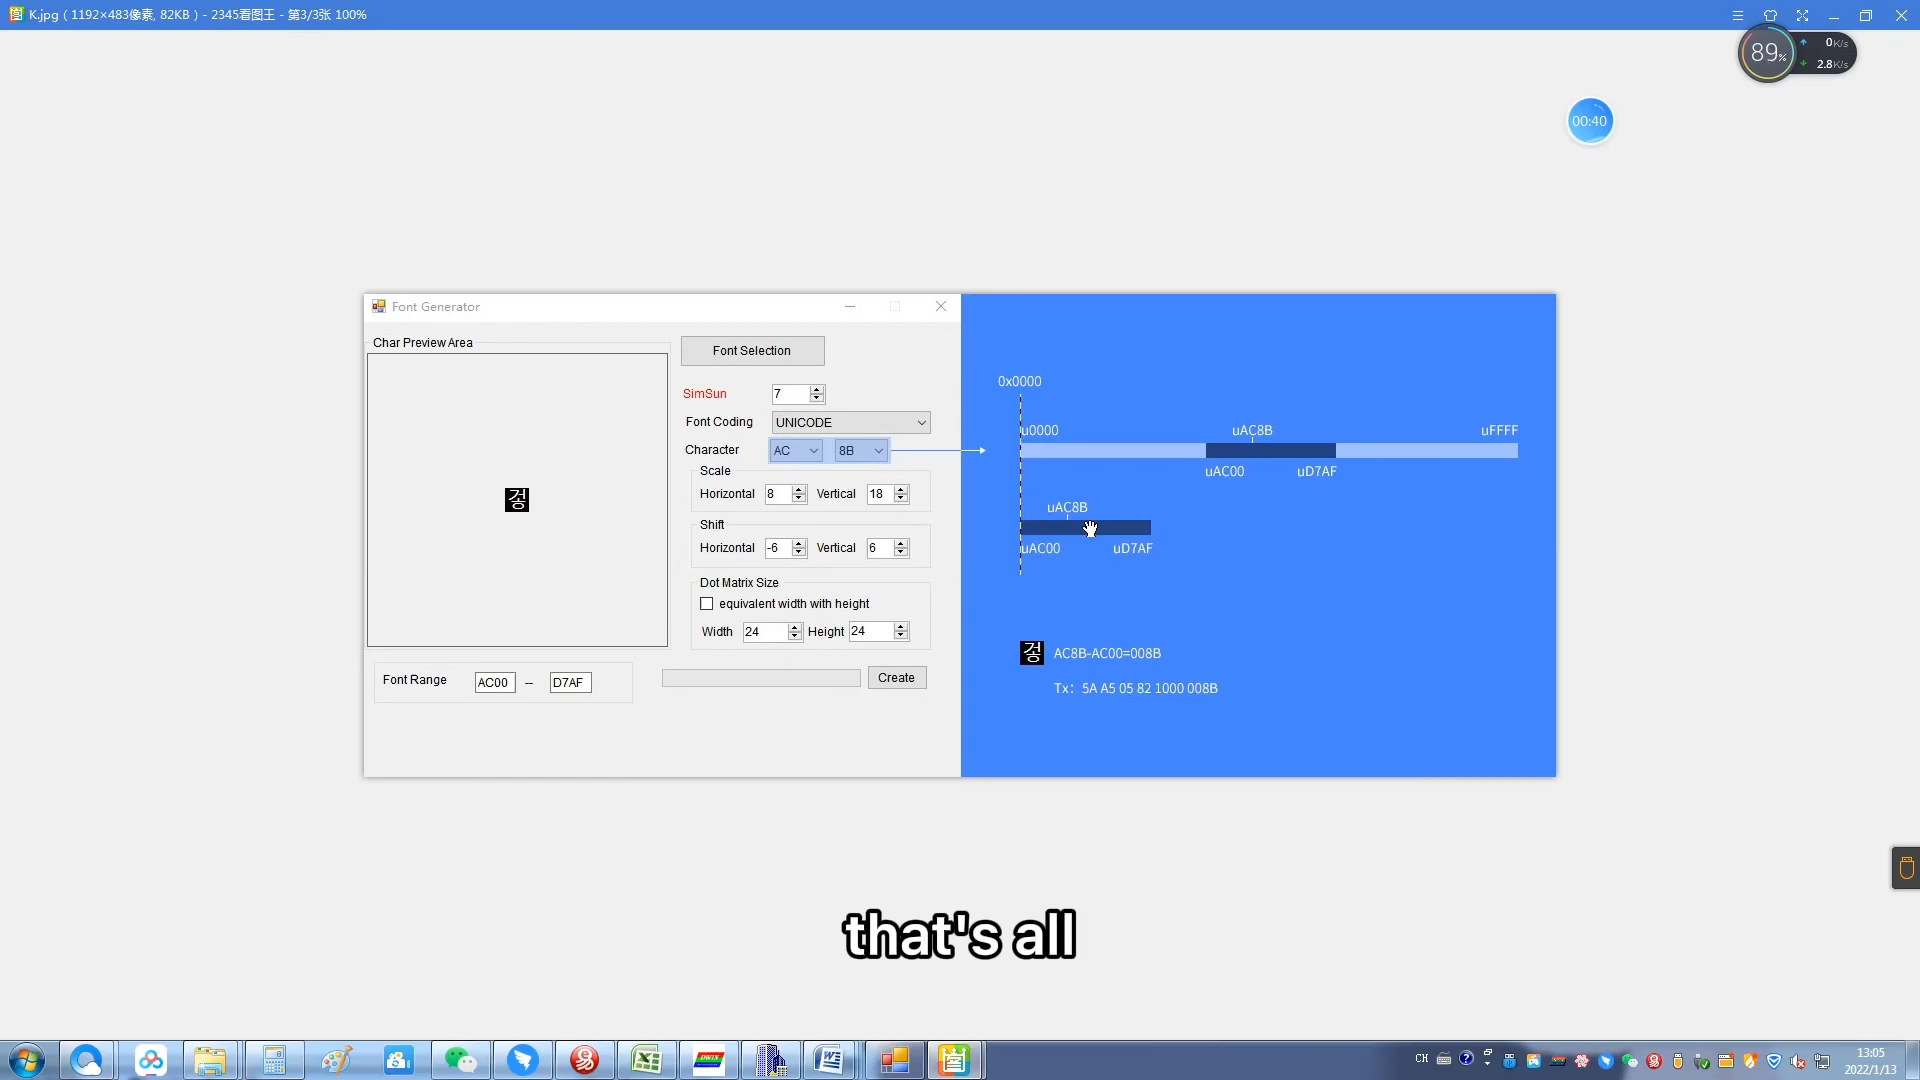 K.jpg ( 1192×483像素, 82KB ) - 2345看图王 - 第3/3张 100%
89%
0K/s
2.8K/s
00:40
Font Generator
Char Preview Area
Font Selection
SimSun 7
Font Coding UNICODE
Character AC 8B
Scale
Horizontal 8 Vertical 18
Shift
Horizontal -6 Vertical 6
Dot Matrix Size
equivalent width with height
Width 24 Height 24
Font Range AC00 -- D7AF
Create
겋
0x0000
u0000 uAC8B uFFFF
uAC00 uD7AF
uAC8B
uAC00 uD7AF
겋 AC8B-AC00=008B
Tx: 5A A5 05 82 1000 008B
that's all
CH
13:05
2022/1/13